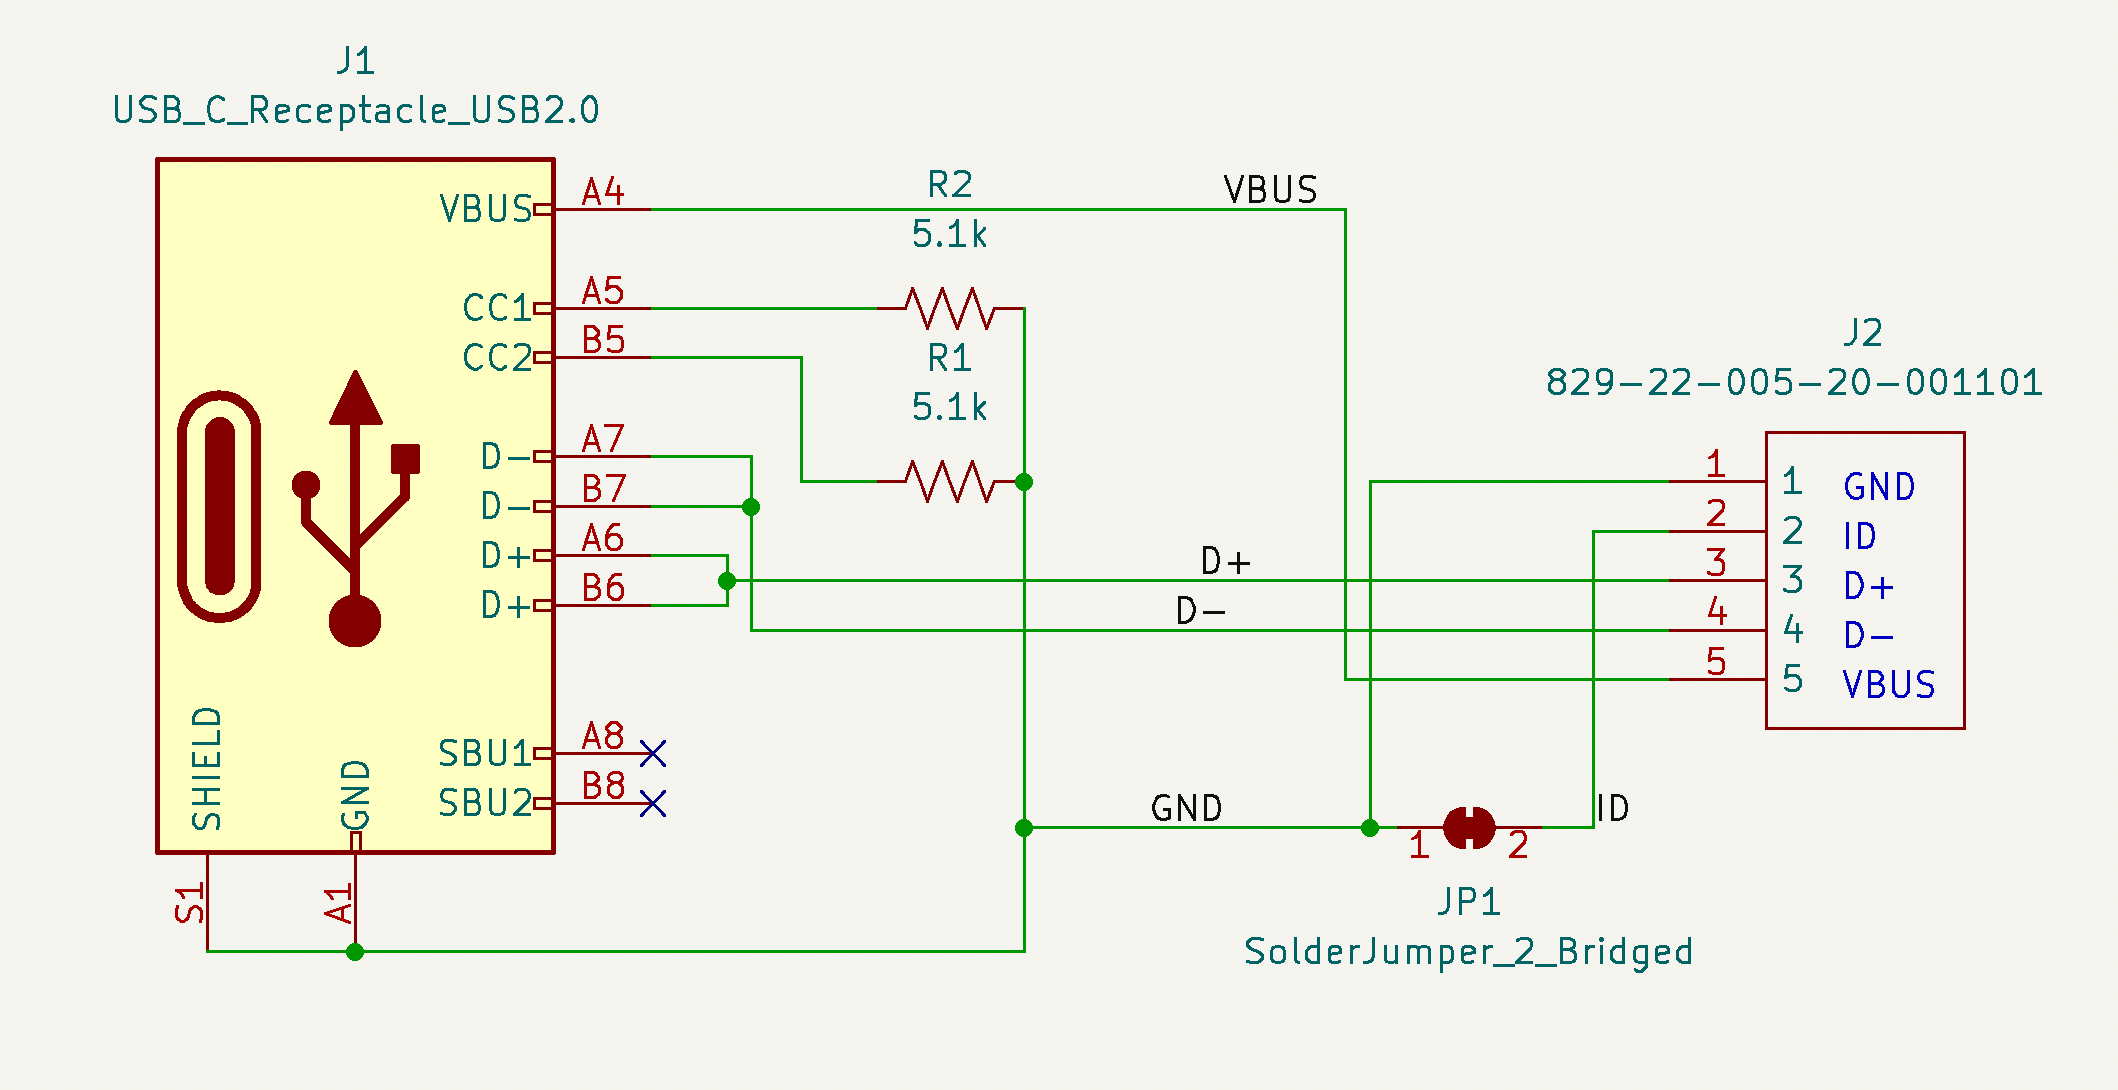 J1
USB_C_Receptacle_USB2.0
VBUS
A4
CC1
A5
CC2
B5
D-
A7
D-
B7
D+
A6
D+
B6
SBU1
A8
SBU2
B8
SHIELD
GND
S1
A1
R2
5.1k
R1
5.1k
VBUS
D+
D-
GND
ID
1
2
JP1
SolderJumper_2_Bridged
J2
829-22-005-20-001101
1 1 GND
2 2 ID
3 3 D+
4 4 D-
5 5 VBUS